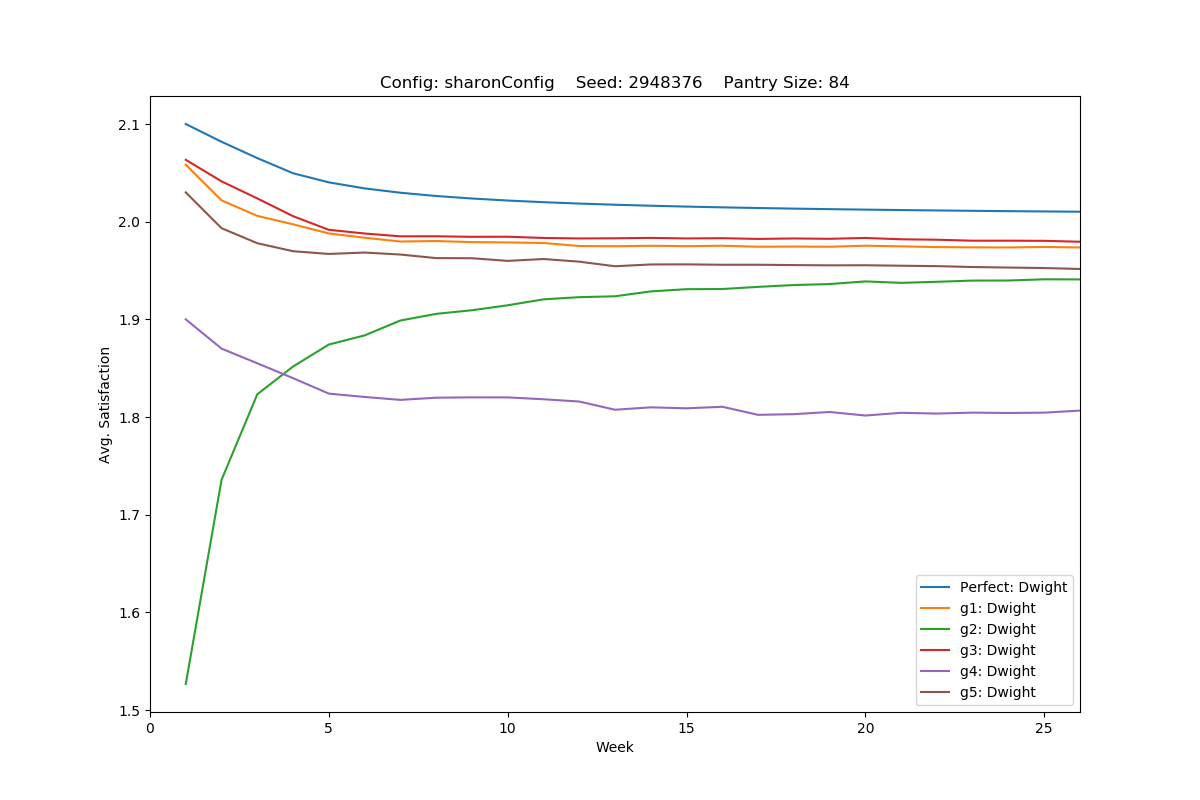 Config: sharonConfig    Seed: 2948376    Pantry Size: 84
2.1
2.0
1.9
1.8
1.7
1.6
1.5
Avg. Satisfaction
0 5 10 15 20 25
Week
Perfect: Dwight
g1: Dwight
g2: Dwight
g3: Dwight
g4: Dwight
g5: Dwight